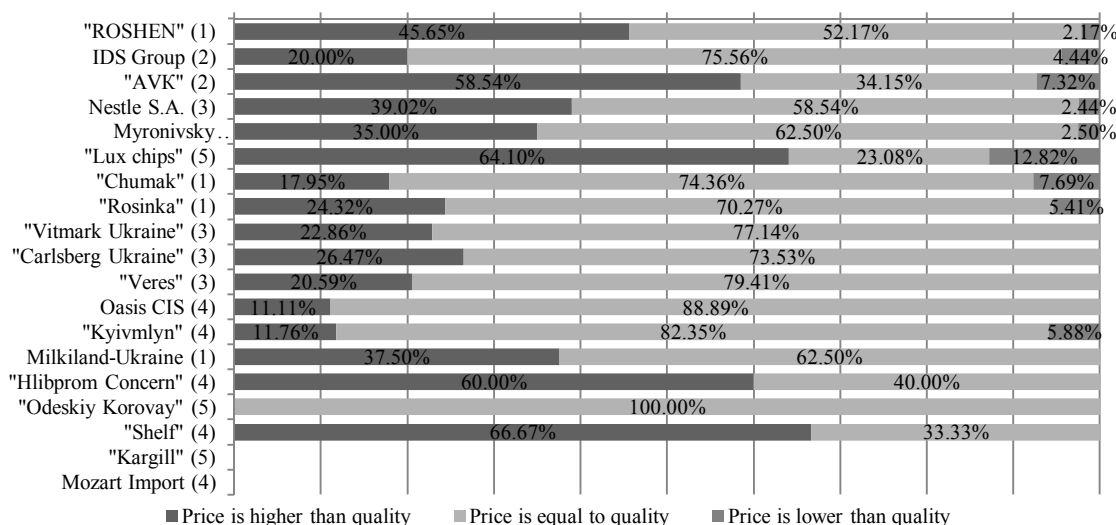 "ROSHEN" (1) 45.65% 52.17% 2.17%
IDS Group (2) 20.00% 75.56% 4.44%
"AVK" (2) 58.54% 34.15% 7.32%
Nestle S.A. (3) 39.02% 58.54% 2.44%
Myronivsky .. 35.00% 62.50% 2.50%
"Lux chips" (5) 64.10% 23.08% 12.82%
"Chumak" (1) 17.95% 74.36% 7.69%
"Rosinka" (1) 24.32% 70.27% 5.41%
"Vitmark Ukraine" (3) 22.86% 77.14%
"Carlsberg Ukraine" (3) 26.47% 73.53%
"Veres" (3) 20.59% 79.41%
Oasis CIS (4) 11.11% 88.89%
"Kyivmlyn" (4) 11.76% 82.35% 5.88%
Milkiland-Ukraine (1) 37.50% 62.50%
"Hlibprom Concern" (4) 60.00% 40.00%
"Odeskiy Korovay" (5) 100.00%
"Shelf" (4) 66.67% 33.33%
"Kargill" (5)
Mozart Import (4)
Price is higher than quality Price is equal to quality Price is lower than quality